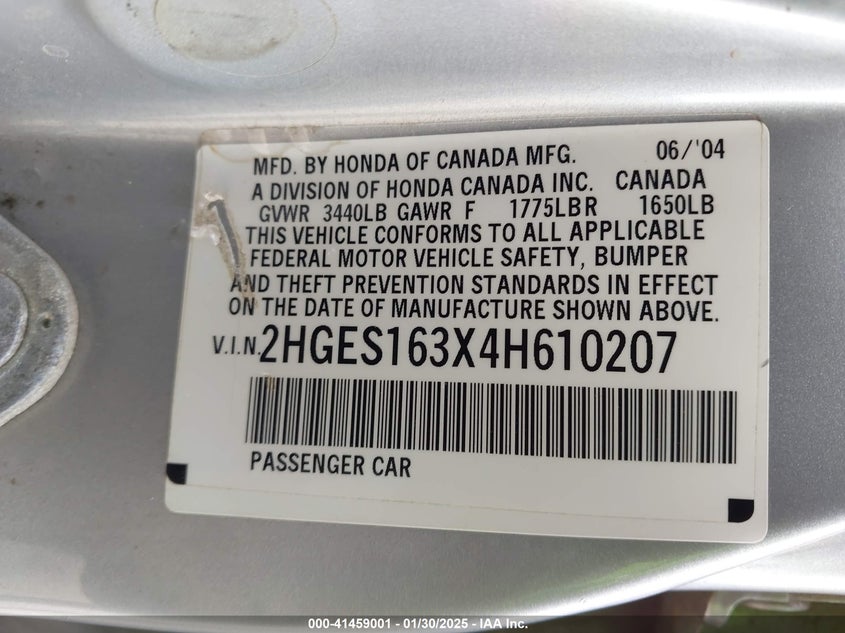 MFD. BY HONDA OF CANADA MFG. 06/'04
A DIVISION OF HONDA CANADA INC. CANADA
GVWR 3440LB GAWR F 1775LB R 1650LB
THIS VEHICLE CONFORMS TO ALL APPLICABLE
FEDERAL MOTOR VEHICLE SAFETY, BUMPER
AND THEFT PREVENTION STANDARDS IN EFFECT
ON THE DATE OF MANUFACTURE SHOWN ABOVE.
V.I.N. 2HGES163X4H610207
PASSENGER CAR
000-41459001 - 01/30/2025 - IAA Inc.